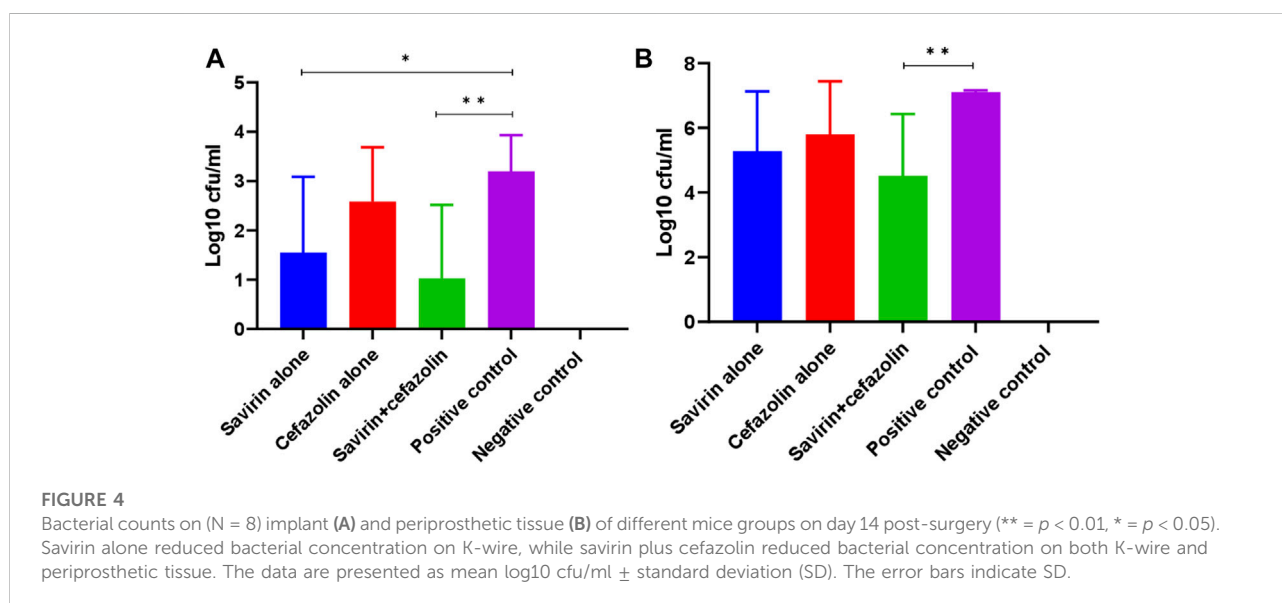 A
*
* *
5
4
3
2
1
0
Log10 cfu/ml
Savirin alone
Cefazolin alone
Savirin+cefazolin
Positive control
Negative control
B
* *
8
6
4
2
0
Log10 cfu/ml
Savirin alone
Cefazolin alone
Savirin+cefazolin
Positive control
Negative control
FIGURE 4
Bacterial counts on (N = 8) implant (A) and periprosthetic tissue (B) of different mice groups on day 14 post-surgery (** = p < 0.01, * = p < 0.05).
Savirin alone reduced bacterial concentration on K-wire, while savirin plus cefazolin reduced bacterial concentration on both K-wire and
periprosthetic tissue. The data are presented as mean log10 cfu/ml ± standard deviation (SD). The error bars indicate SD.